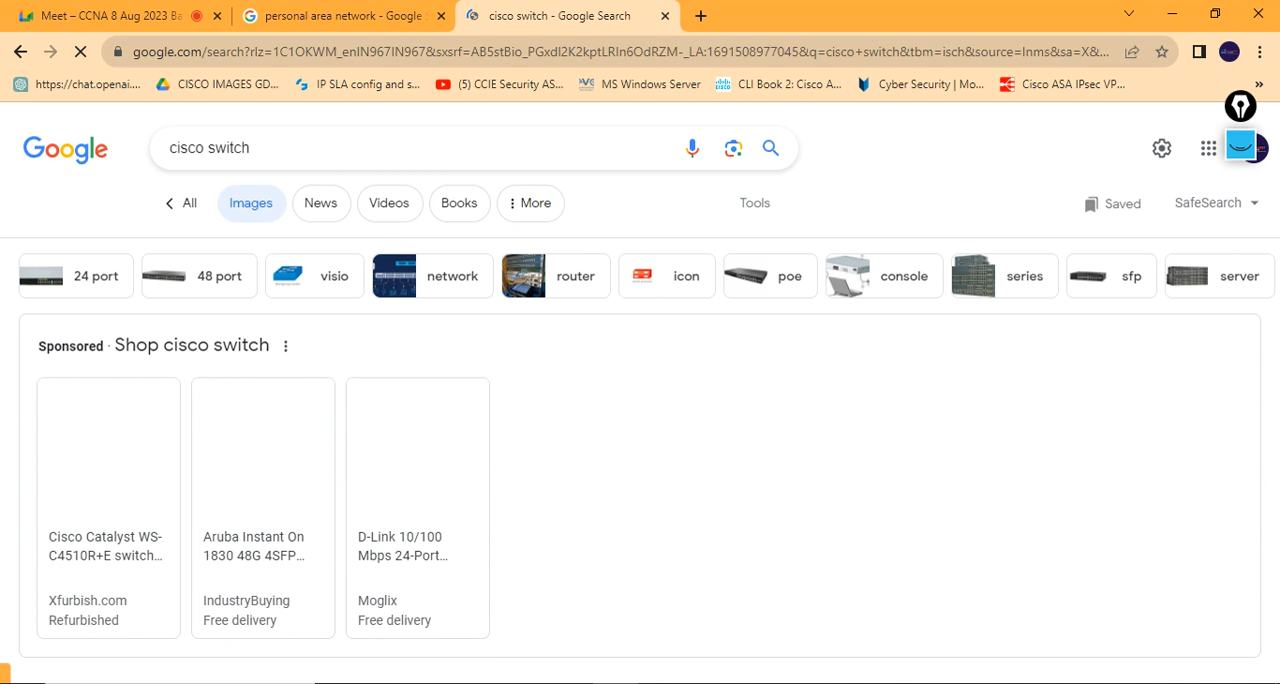 Meet – CCNA 8 Aug 2023 Ba
personal area network - Google S
cisco switch - Google Search
google.com/search?rlz=1C1OKWM_enIN967IN967&sxsrf=AB5stBio_PGxdI2K2kptLRIn6OdRZM-_LA:1691508977045&q=cisco+switch&tbm=isch&source=lnms&sa=X&...
https://chat.openai....
CISCO IMAGES GD...
IP SLA config and s...
(5) CCIE Security AS...
MS Windows Server
CLI Book 2: Cisco A...
Cyber Security | Mo...
Cisco ASA IPsec VP...
»
Google
cisco switch
All
Images
News
Videos
Books
More
Tools
Saved
SafeSearch
24 port
48 port
visio
network
router
icon
poe
console
series
sfp
server
Sponsored · Shop cisco switch
Cisco Catalyst WS-
C4510R+E switch...
Xfurbish.com
Refurbished
Aruba Instant On
1830 48G 4SFP...
IndustryBuying
Free delivery
D-Link 10/100
Mbps 24-Port...
Moglix
Free delivery